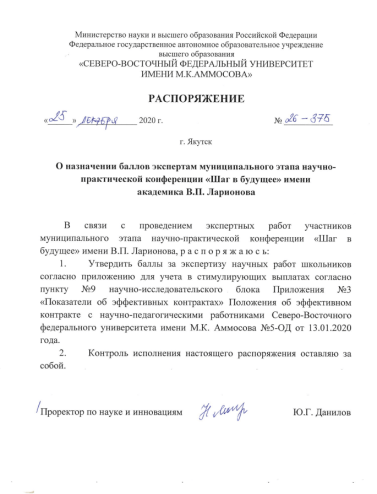 Министерство науки и высшего образования Российской Федерации
Федеральное государственное автономное образовательное учреждение
высшего образования
«СЕВЕРО-ВОСТОЧНЫЙ ФЕДЕРАЛЬНЫЙ УНИВЕРСИТЕТ
ИМЕНИ М.К.АММОСОВА»
РАСПОРЯЖЕНИЕ
«25» декабря 2020 г. № 26-375
г. Якутск
О назначении баллов экспертам муниципального этапа научно-
практической конференции «Шаг в будущее» имени
академика В.П. Ларионова
В связи с проведением экспертных работ участников
муниципального этапа научно-практической конференции «Шаг в
будущее» имени В.П. Ларионова, р а с п о р я ж а ю с ь:
1. Утвердить баллы за экспертизу научных работ школьников
согласно приложению для учета в стимулирующих выплатах согласно
пункту №9 научно-исследовательского блока Приложения №3
«Показатели об эффективных контрактах» Положения об эффективном
контракте с научно-педагогическими работниками Северо-Восточного
федерального университета имени М.К. Аммосова №5-ОД от 13.01.2020
года.
2. Контроль исполнения настоящего распоряжения оставляю за
собой.
Проректор по науке и инновациям Ю.Г. Данилов